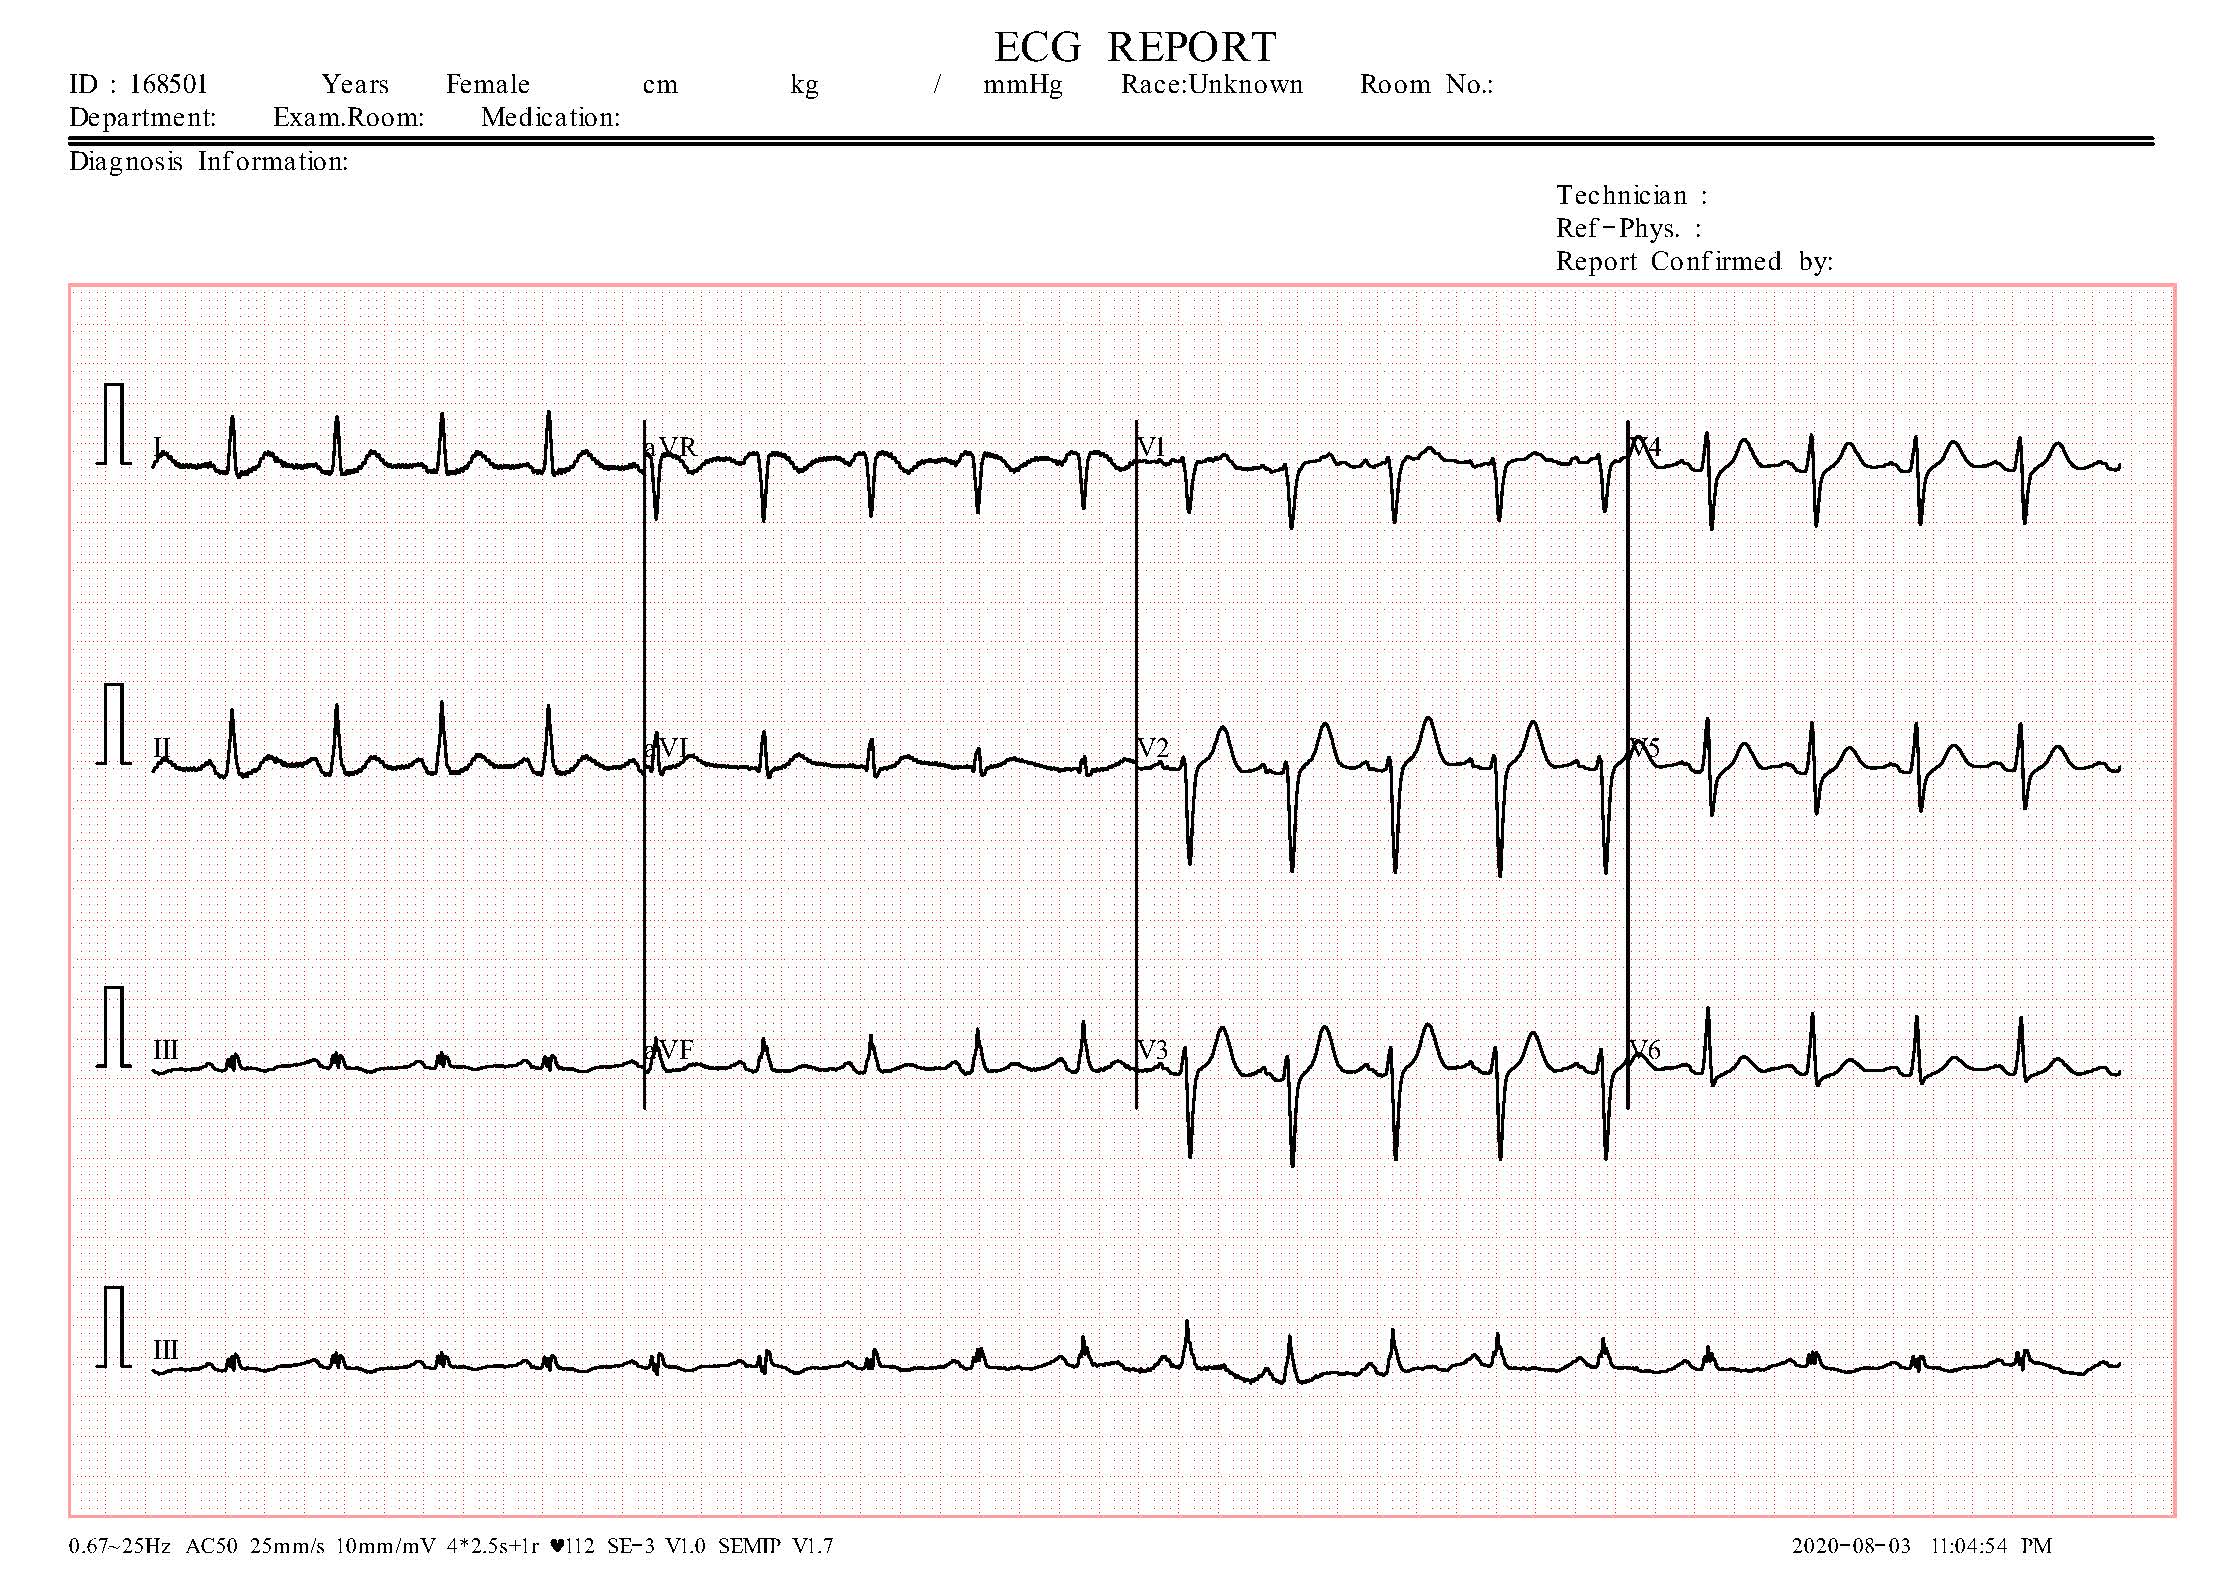 ECG REPORT
ID : 168501 Years Female cm kg / mmHg Race:Unknown Room No.:
Department: Exam.Room: Medication:
Diagnosis Information:
Technician :
Ref-Phys. :
Report Confirmed by:
I aVR V1 V4
II aVL V2 V5
III aVF V3 V6
III
0.67~25Hz AC50 25mm/s 10mm/mV 4*2.5s+1r ♥112 SE-3 V1.0 SEMIP V1.7 2020-08-03 11:04:54 PM